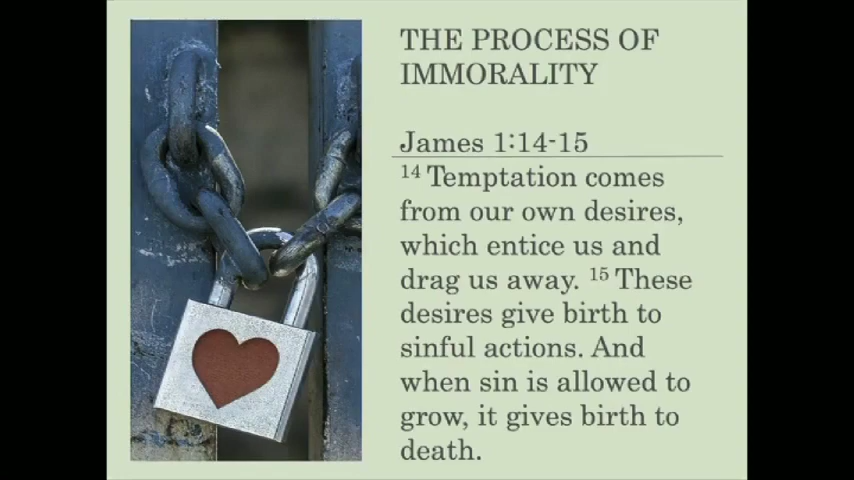 THE PROCESS OF
IMMORALITY
James 1:14-15
14 Temptation comes
from our own desires,
which entice us and
drag us away. 15 These
desires give birth to
sinful actions. And
when sin is allowed to
grow, it gives birth to
death.